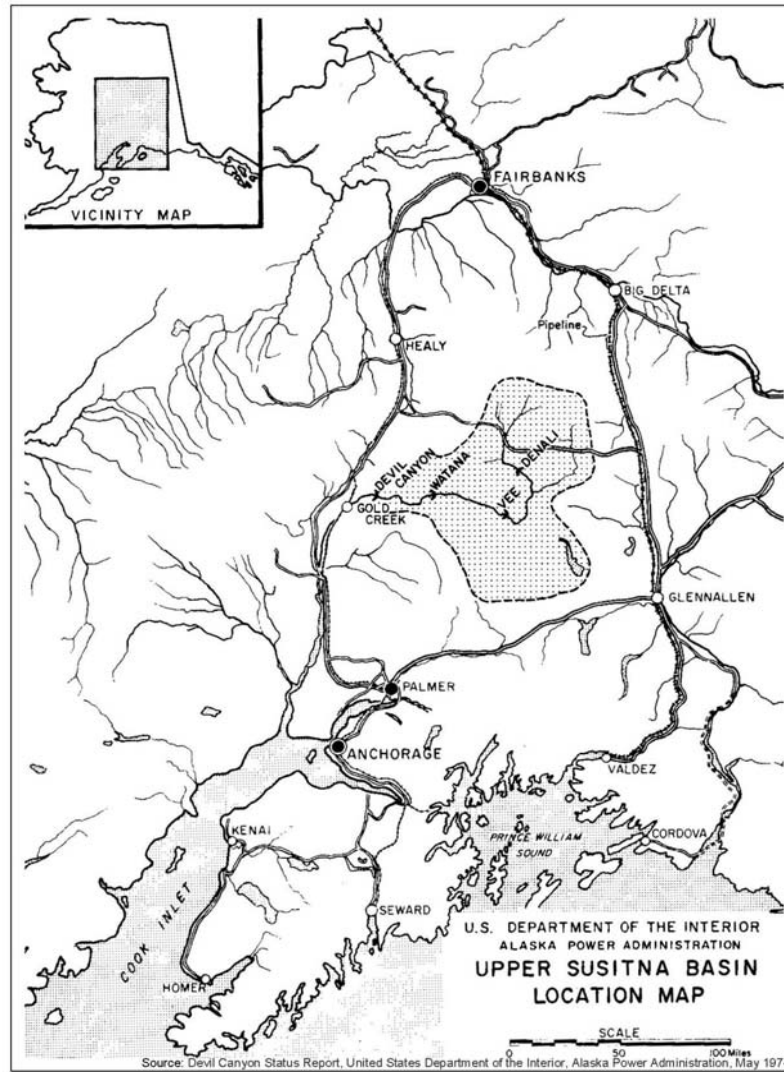 VICINITY MAP
FAIRBANKS
BIG DELTA
Pipeline
HEALY
DENALI
DEVIL
CANYON
WATANA
VEE
GOLD
CREEK
GLENNALLEN
PALMER
ANCHORAGE
VALDEZ
KENAI
PRINCE WILLIAM
SOUND
CORDOVA
COOK INLET
SEWARD
HOMER
U.S. DEPARTMENT OF THE INTERIOR
ALASKA POWER ADMINISTRATION
UPPER SUSITNA BASIN
LOCATION MAP
SCALE
0 50 100 Miles
Source: Devil Canyon Status Report, United States Department of the Interior, Alaska Power Administration, May 197